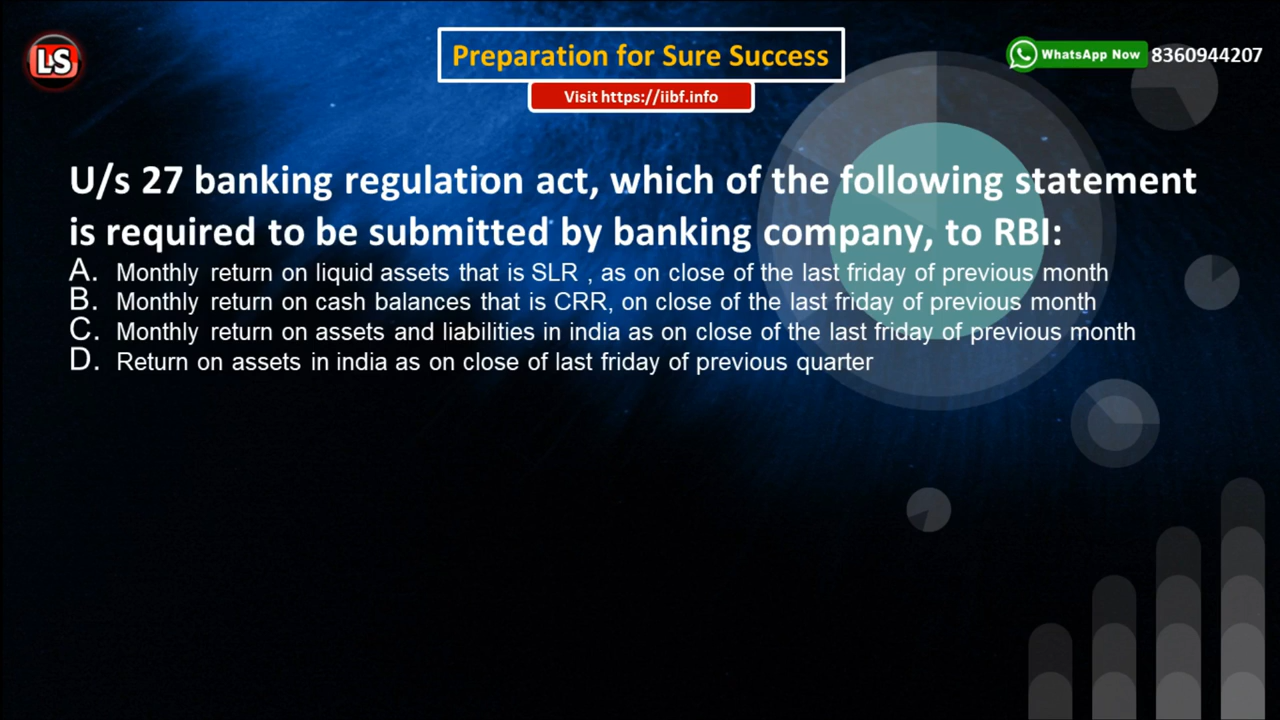 LS
Preparation for Sure Success
WhatsApp Now 8360944207
Visit https://iibf.info
U/s 27 banking regulation act, which of the following statement
is required to be submitted by banking company, to RBI:
A. Monthly return on liquid assets that is SLR , as on close of the last friday of previous month
B. Monthly return on cash balances that is CRR, on close of the last friday of previous month
C. Monthly return on assets and liabilities in india as on close of the last friday of previous month
D. Return on assets in india as on close of last friday of previous quarter